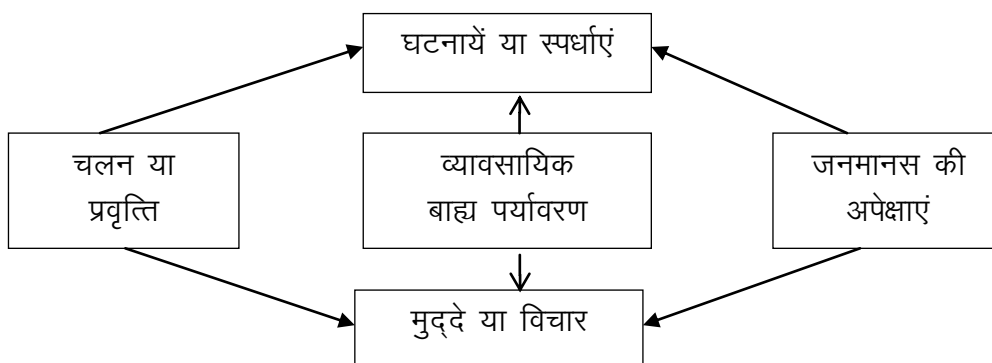 घटनायें या स्पर्धाएं
चलन या
प्रवृत्ति
व्यावसायिक
बाह्य पर्यावरण
जनमानस की
अपेक्षाएं
मुद्दे या विचार